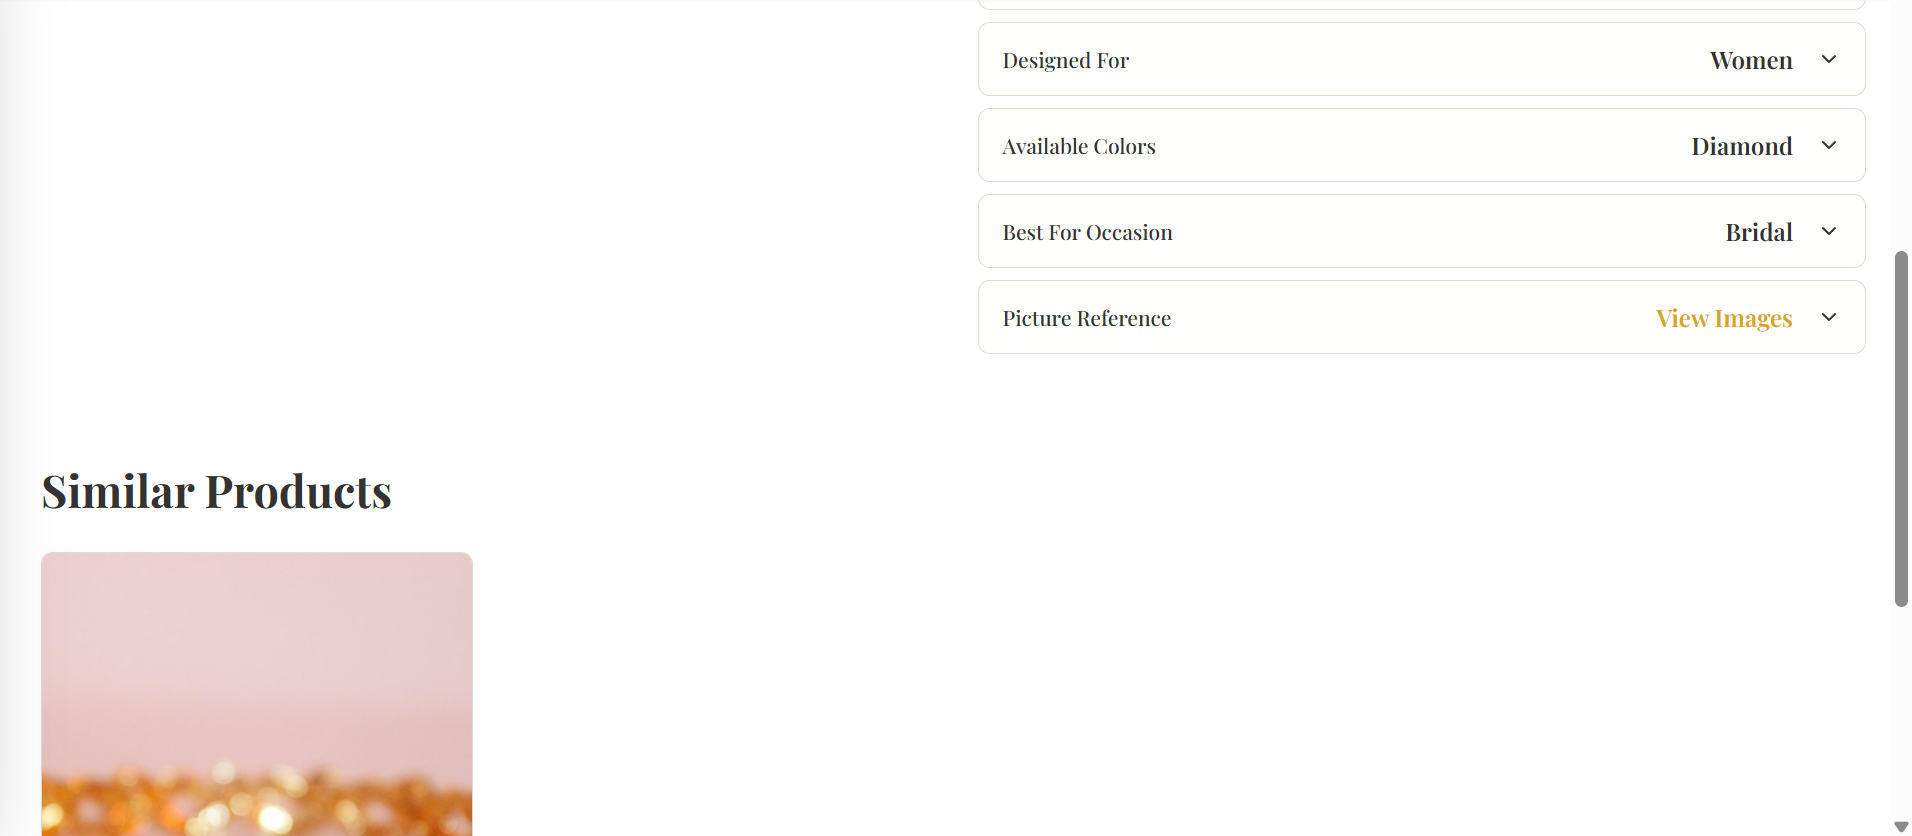 Designed For Women
Available Colors Diamond
Best For Occasion Bridal
Picture Reference View Images
Similar Products